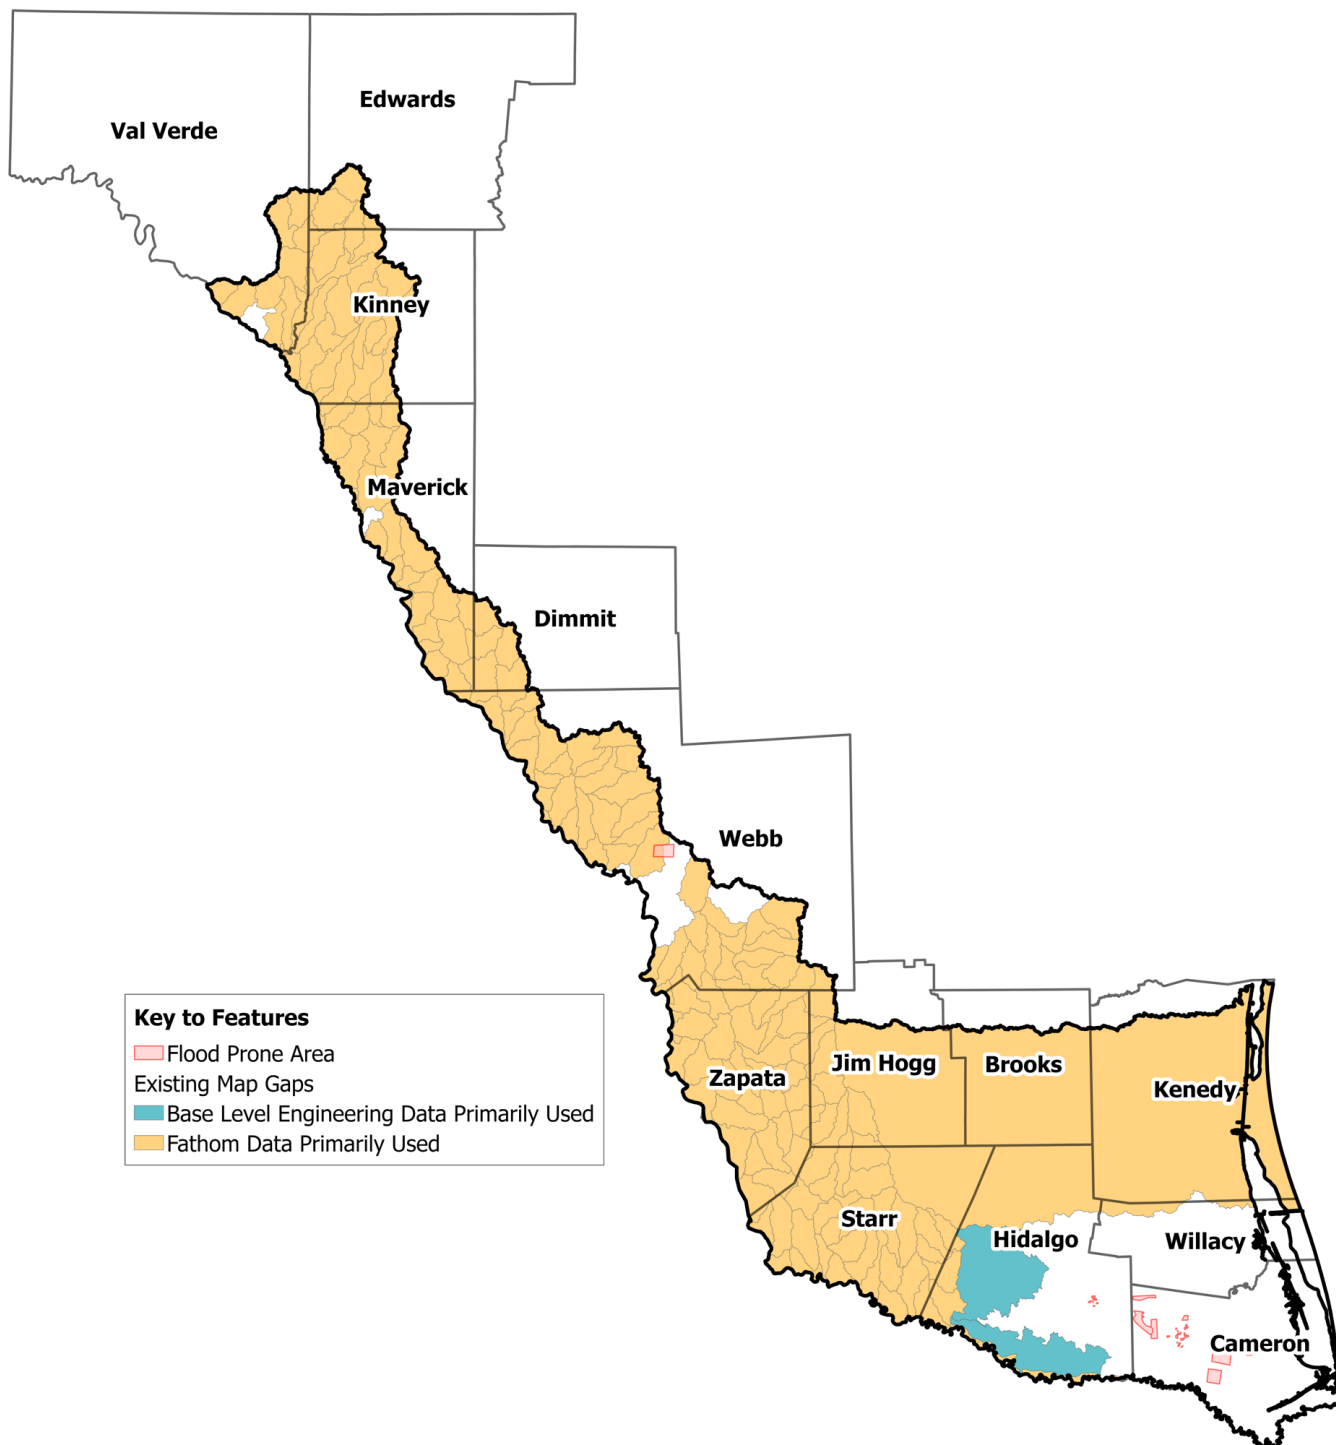 Edwards
Val Verde
Kinney
Maverick
Dimmit
Webb
Key to Features
Flood Prone Area
Existing Map Gaps
Base Level Engineering Data Primarily Used
Fathom Data Primarily Used
Zapata
Jim Hogg
Brooks
Kenedy
Starr
Hidalgo
Willacy
Cameron